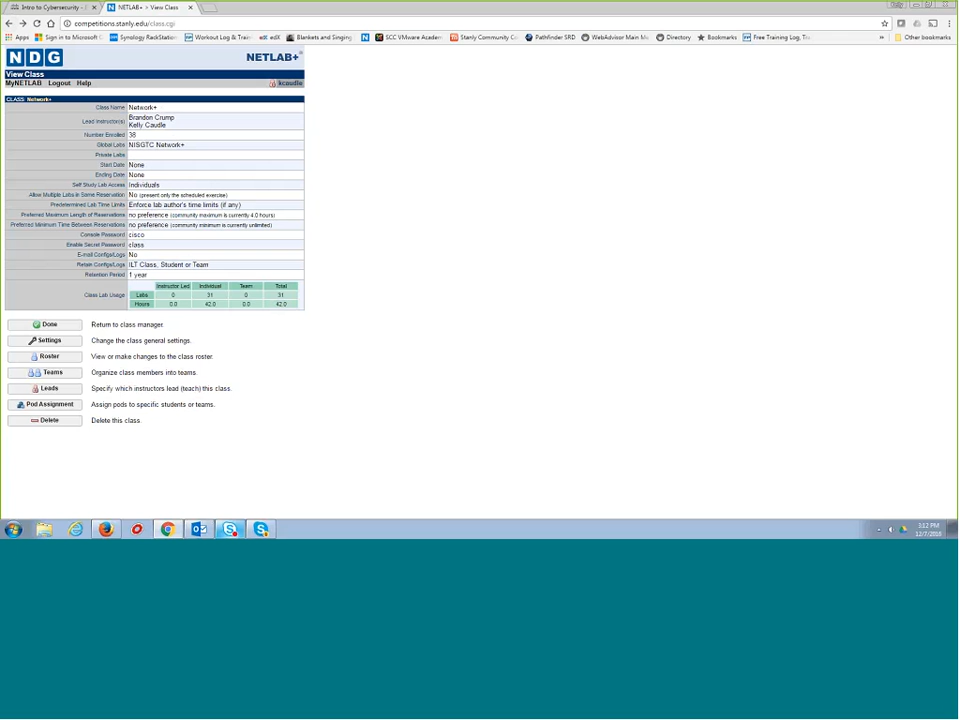 Intro to Cybersecurity -
NETLAB+ > View Class
competitions.stanly.edu/class.cgi
Apps
Sign in to Microsoft
Synology RackStation
Workout Log & Train
edit
Blankets and Singing
SCC VMware Academ
Stanly Community C
Pathfinder SRD
WebAdvisor Main M
Directory
Bookmarks
Free Training Log, Tr
»
Other bookmarks
NDG
NETLAB+
View Class
MyNETLAB Logout Help
kcaudle
CLASS: Network+
Class Name Network+
Lead Instructor(s) Brandon Crump
Kelly Caudle
Number Enrolled 38
Global Labs NISGTC Network+
Private Labs
Start Date None
Ending Date None
Self Study Lab Access Individuals
Allow Multiple Labs in Same Reservation No (present only the scheduled exercise)
Predetermined Lab Time Limits Enforce lab author's time limits (if any)
Preferred Maximum Length of Reservations no preference (community maximum is currently 4.0 hours)
Preferred Minimum Time Between Reservations no preference (community minimum is currently unlimited)
Console Password cisco
Enable Secret Password class
E-mail Configs/Logs No
Retain Configs/Logs ILT Class, Student or Team
Retention Period 1 year
Instructor Led Individual Team Total
Class Lab Usage
Labs 0 31 0 31
Hours 0.0 42.0 0.0 42.0
Done Return to class manager.
Settings Change the class general settings.
Roster View or make changes to the class roster.
Teams Organize class members into teams.
Leads Specify which instructors lead (teach) this class.
Pod Assignment Assign pods to specific students or teams.
Delete Delete this class.
3:12 PM